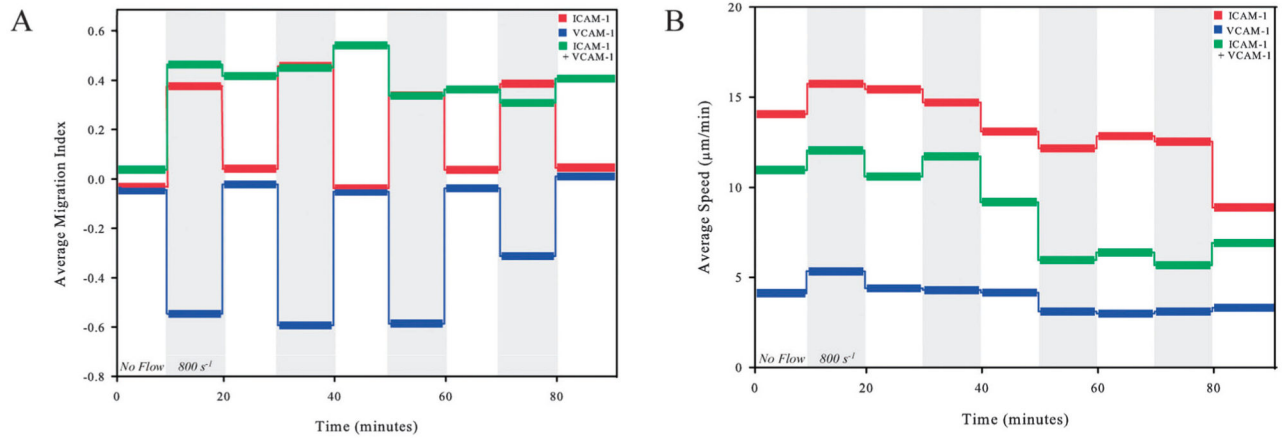 A
Average Migration Index
0.6
0.4
0.2
0.0
-0.2
-0.4
-0.6
-0.8
ICAM-1
VCAM-1
ICAM-1
+ VCAM-1
No Flow 800 s⁻¹
0 20 40 60 80
Time (minutes)
B
Average Speed (μm/min)
20
15
10
5
0
ICAM-1
VCAM-1
ICAM-1
+ VCAM-1
No Flow 800 s⁻¹
0 20 40 60 80
Time (minutes)